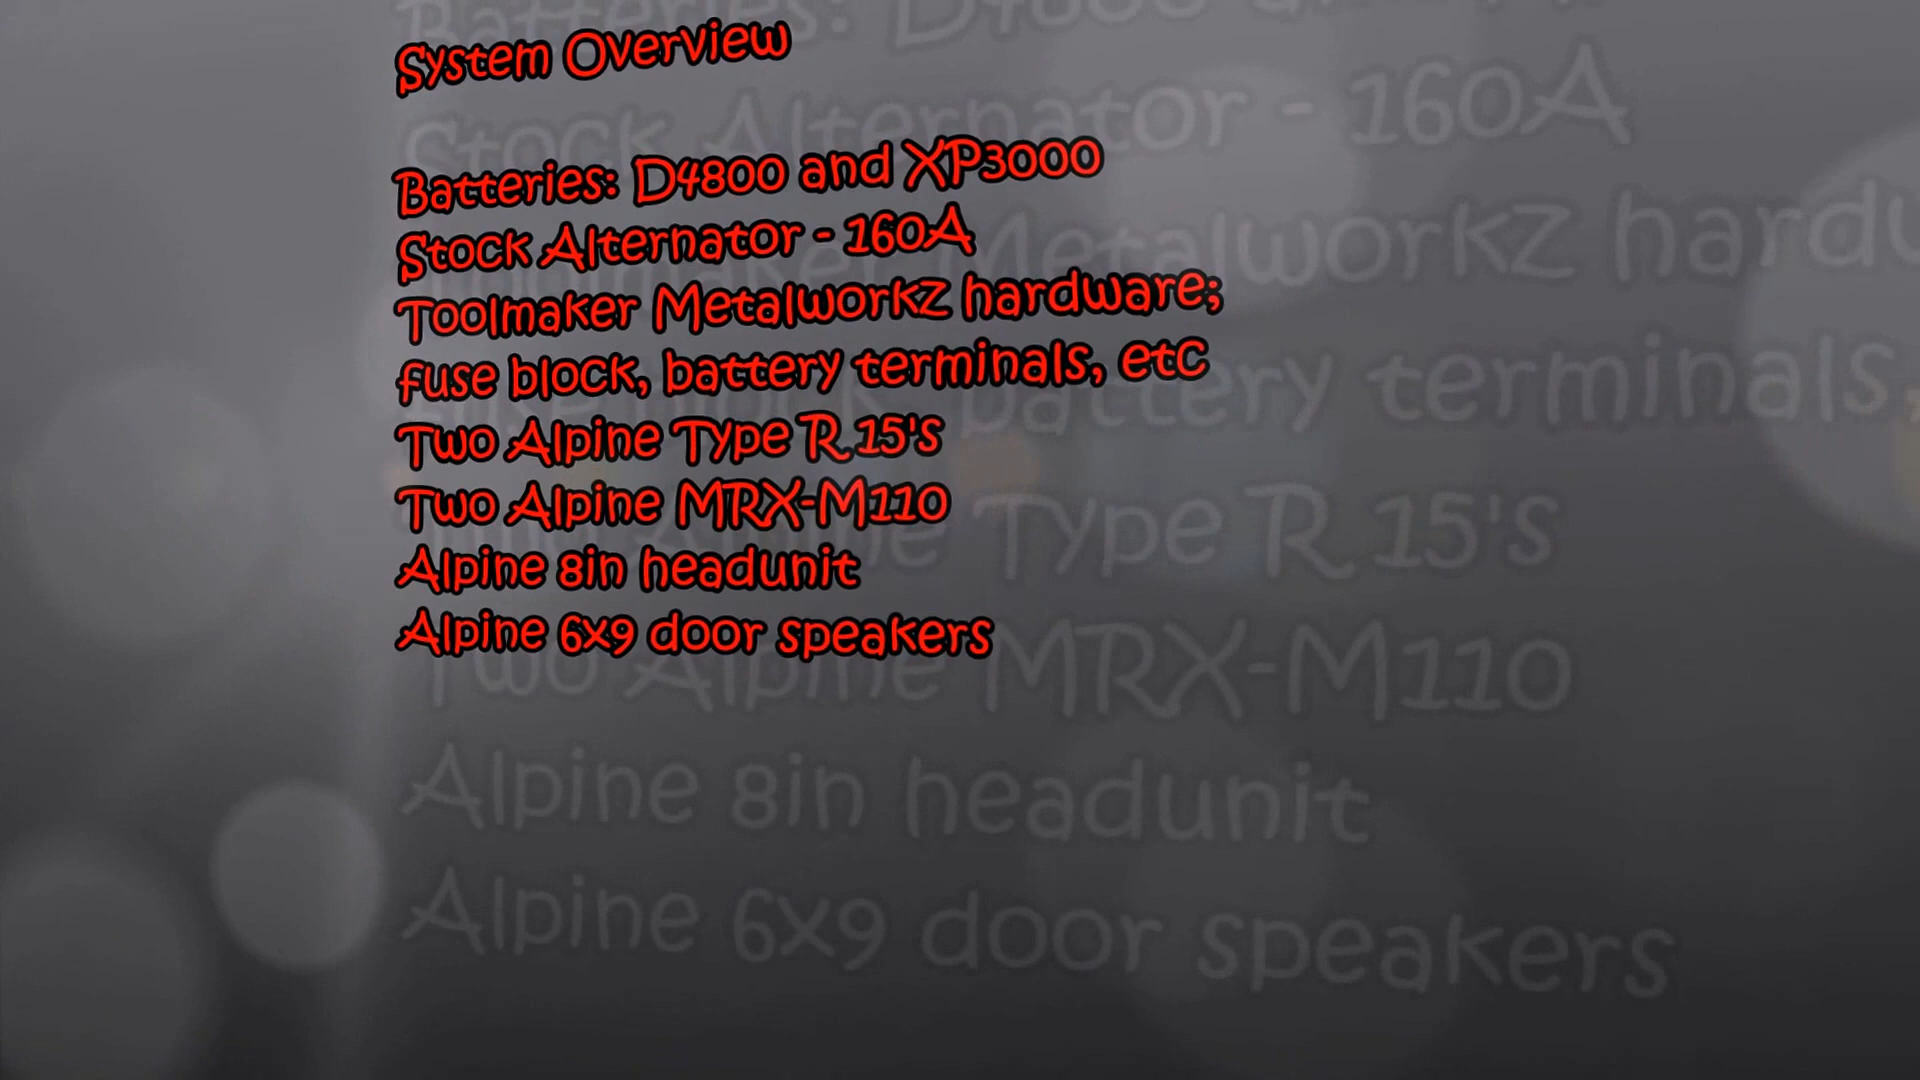 System Overview
Batteries: D4800 and XP3000
Stock Alternator - 160A
Toolmaker Metalworkz hardware;
fuse block, battery terminals, etc
Two Alpine Type R 15's
Two Alpine MRX-M110
Alpine 8in headunit
Alpine 6x9 door speakers